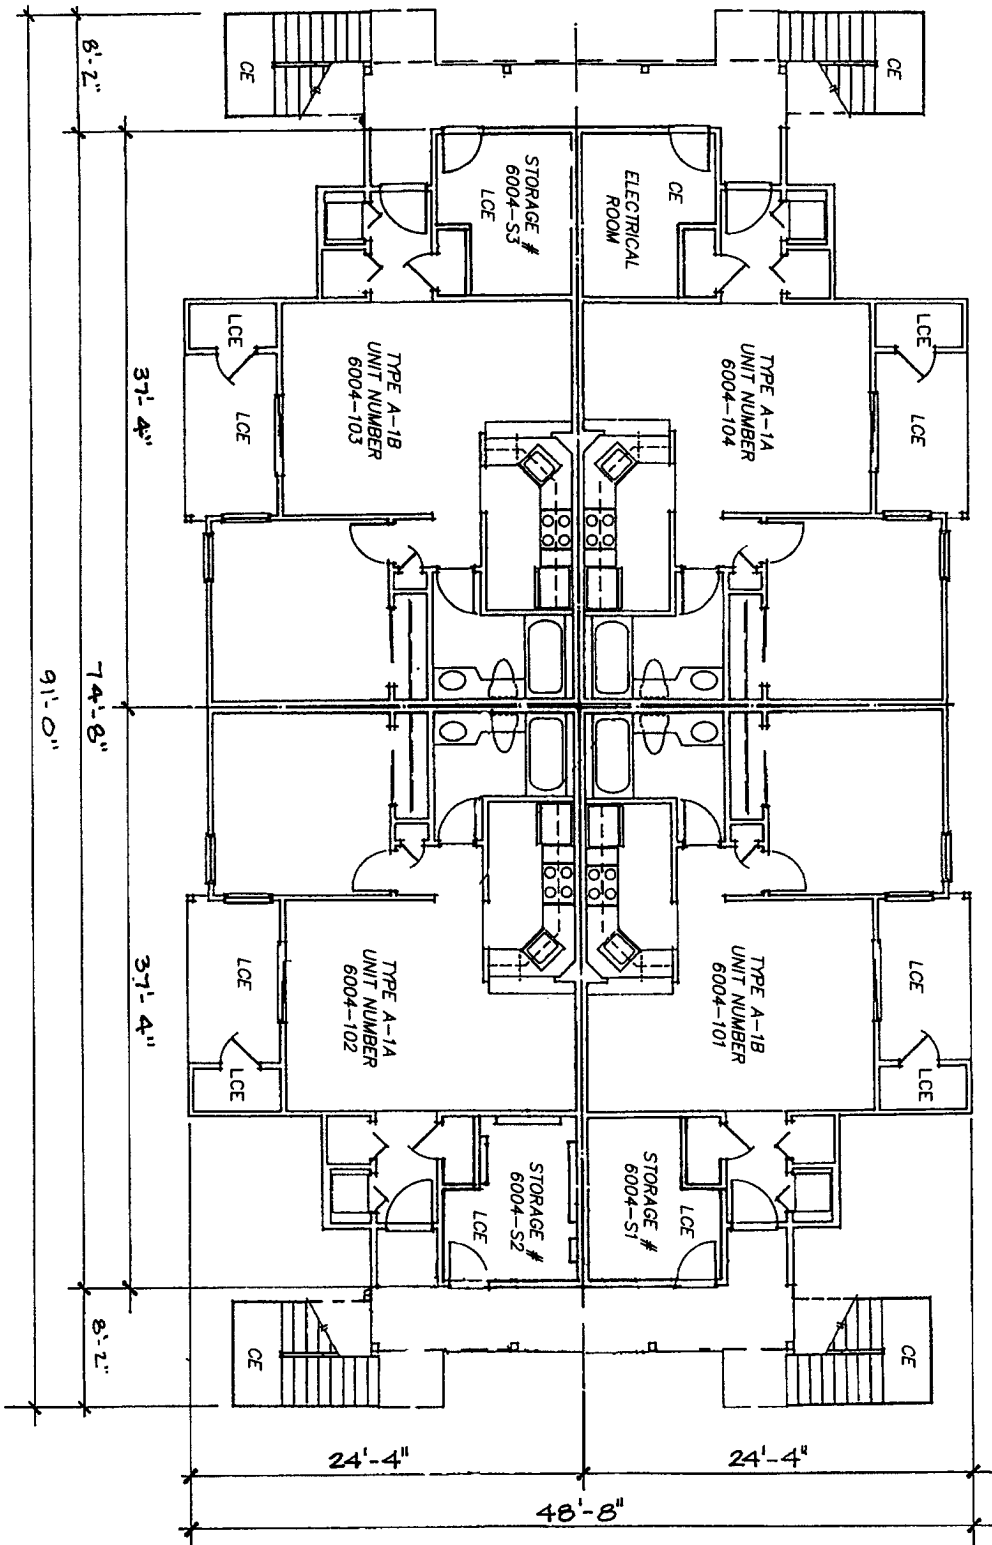 CE
CE
8'-2"
STORAGE #
6004-S3
LCE
CE
ELECTRICAL
ROOM
LCE
LCE
TYPE A-1B
UNIT NUMBER
6004-103
TYPE A-1A
UNIT NUMBER
6004-104
LCE
LCE
37'-4"
74'-8"
91'-0"
37'-4"
LCE
LCE
TYPE A-1A
UNIT NUMBER
6004-102
TYPE A-1B
UNIT NUMBER
6004-101
LCE
LCE
STORAGE #
6004-S2
LCE
STORAGE #
6004-S1
LCE
8'-2"
CE
CE
24'-4"
24'-4"
48'-8"